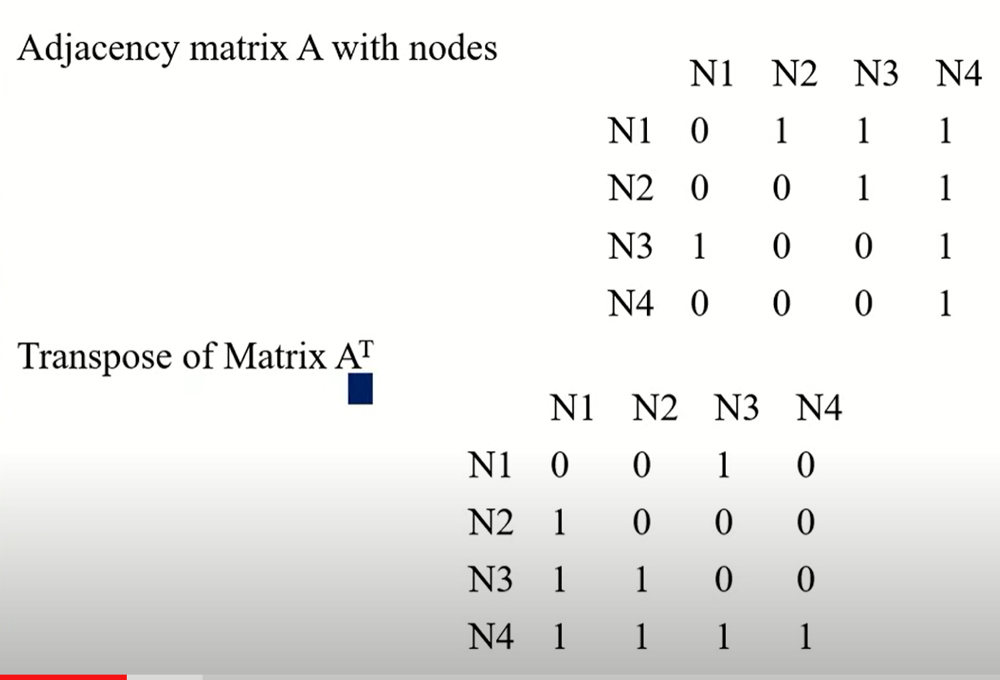 Adjacency matrix A with nodes
N1 N2 N3 N4
N1 0 1 1 1
N2 0 0 1 1
N3 1 0 0 1
N4 0 0 0 1
Transpose of Matrix Aᵀ
N1 N2 N3 N4
N1 0 0 1 0
N2 1 0 0 0
N3 1 1 0 0
N4 1 1 1 1